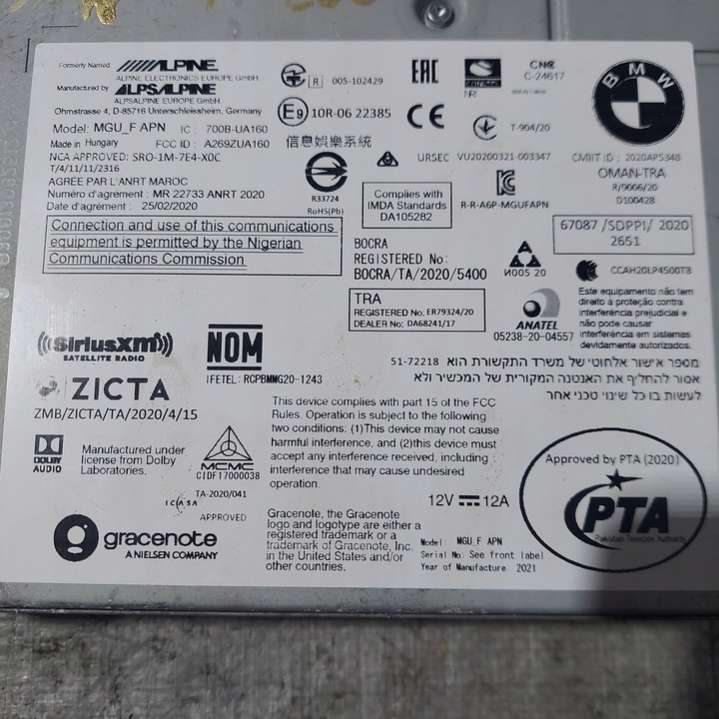 Formerly Named ALPINE
ALPINE ELECTRONICS EUROPE GmbH.
Manufactured by ALPSALPINE
ALPSALPINE EUROPE GmbH.
Ohmstrasse 4, D-85716 Unterschleissheim, Germany
Model: MGU_F APN IC : 700B-UA160
Made in Hungary FCC ID : A269ZUA160
NCA APPROVED: SRO-1M-7E4-X0C
T/4/11/11/2316
AGRÉE PAR L'ANRT MAROC
Numéro d'agrément : MR 22733 ANRT 2020
Date d'agrément : 25/02/2020
Connection and use of this communications
equipment is permitted by the Nigerian
Communications Commission
R 005-102429
E9 10R-06 22385
信息娛樂系統
R33724
RoHS(Pb)
EAC
CE
C-24617
T-904/20
URSEC VU20200321-003347
Complies with
IMDA Standards
DA105282
R-R-A6P-MGUFAPN
BMW
CMIIT ID : 2020AP5348
OMAN-TRA
R/9006/20
D100428
67087 /SDPPI/ 2020
2651
BOCRA
REGISTERED No:
BOCRA/TA/2020/5400
TRA
REGISTERED No: ER79324/20
DEALER No: DA68241/17
A
N005 20
CCAH20LP4500T8
ANATEL
05238-20-04557
Este equipamento não tem
direito a proteção contra
interferência prejudicial e
não pode causar
interferência em sistemas
devidamente autorizados.
((SiriusXM))
SATELLITE RADIO
NOM
IFETEL: RCPBMMG20-1243
מספר אישור אלחוטי של משרד התקשורת הוא 51-72218
אסור להחליף את האנטנה המקורית של המכשיר ולא
לעשות בו כל שינוי טכני אחר
ZICTA
ZMB/ZICTA/TA/2020/4/15
This device complies with part 15 of the FCC
Rules. Operation is subject to the following
two conditions: (1)This device may not cause
harmful interference, and (2)this device must
accept any interference received, including
interference that may cause undesired
operation.
DOLBY
AUDIO
Manufactured under
license from Dolby
Laboratories.
MCMC
CIDF17000038
TA-2020/041
ICASA
APPROVED
gracenote
A NIELSEN COMPANY
Gracenote, the Gracenote
logo and logotype are either a
registered trademark or a
trademark of Gracenote, Inc.
in the United States and/or
other countries.
12V 12A
Model: MGU_F APN
Serial No: See front label
Year of Manufacture: 2021
Approved by PTA (2020)
PTA
Pakistan Telecom Authority